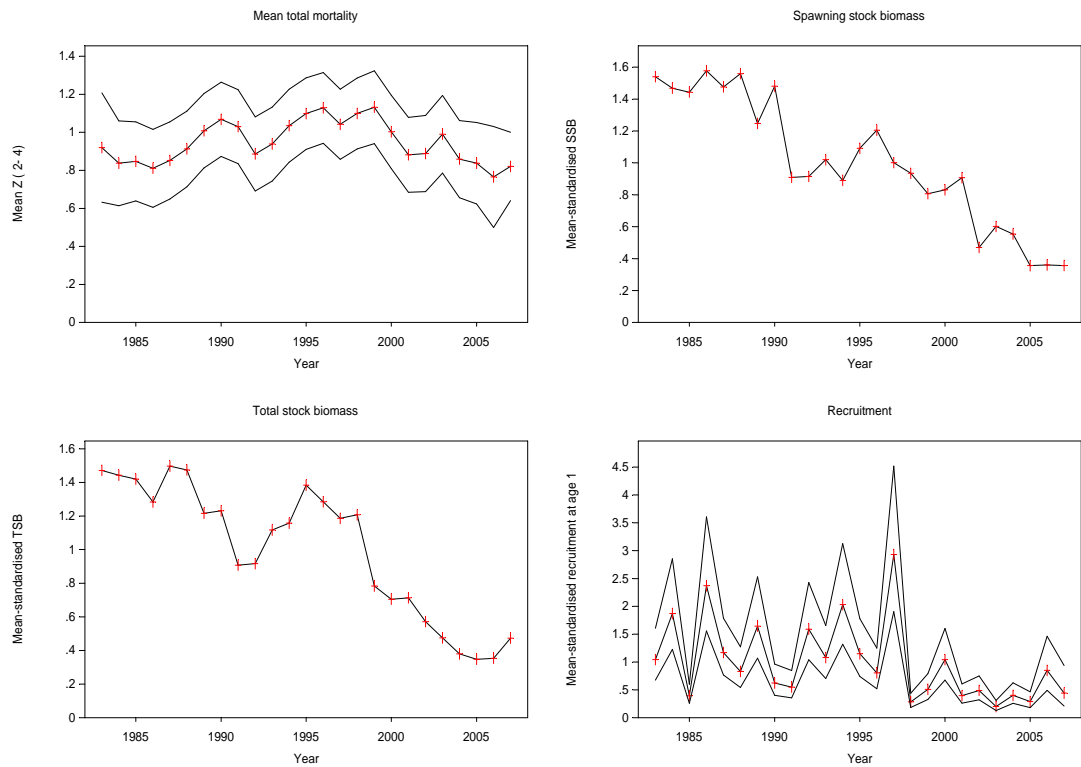 Mean total mortality
Mean Z ( 2- 4)
1.4
1.2
1
.8
.6
.4
.2
0
1985 1990 1995 2000 2005
Year
Spawning stock biomass
Mean-standardised SSB
1.6
1.4
1.2
1
.8
.6
.4
.2
0
1985 1990 1995 2000 2005
Year
Total stock biomass
Mean-standardised TSB
1.6
1.4
1.2
1
.8
.6
.4
.2
0
1985 1990 1995 2000 2005
Year
Recruitment
Mean-standardised recruitment at age 1
4.5
4
3.5
3
2.5
2
1.5
1
.5
0
1985 1990 1995 2000 2005
Year